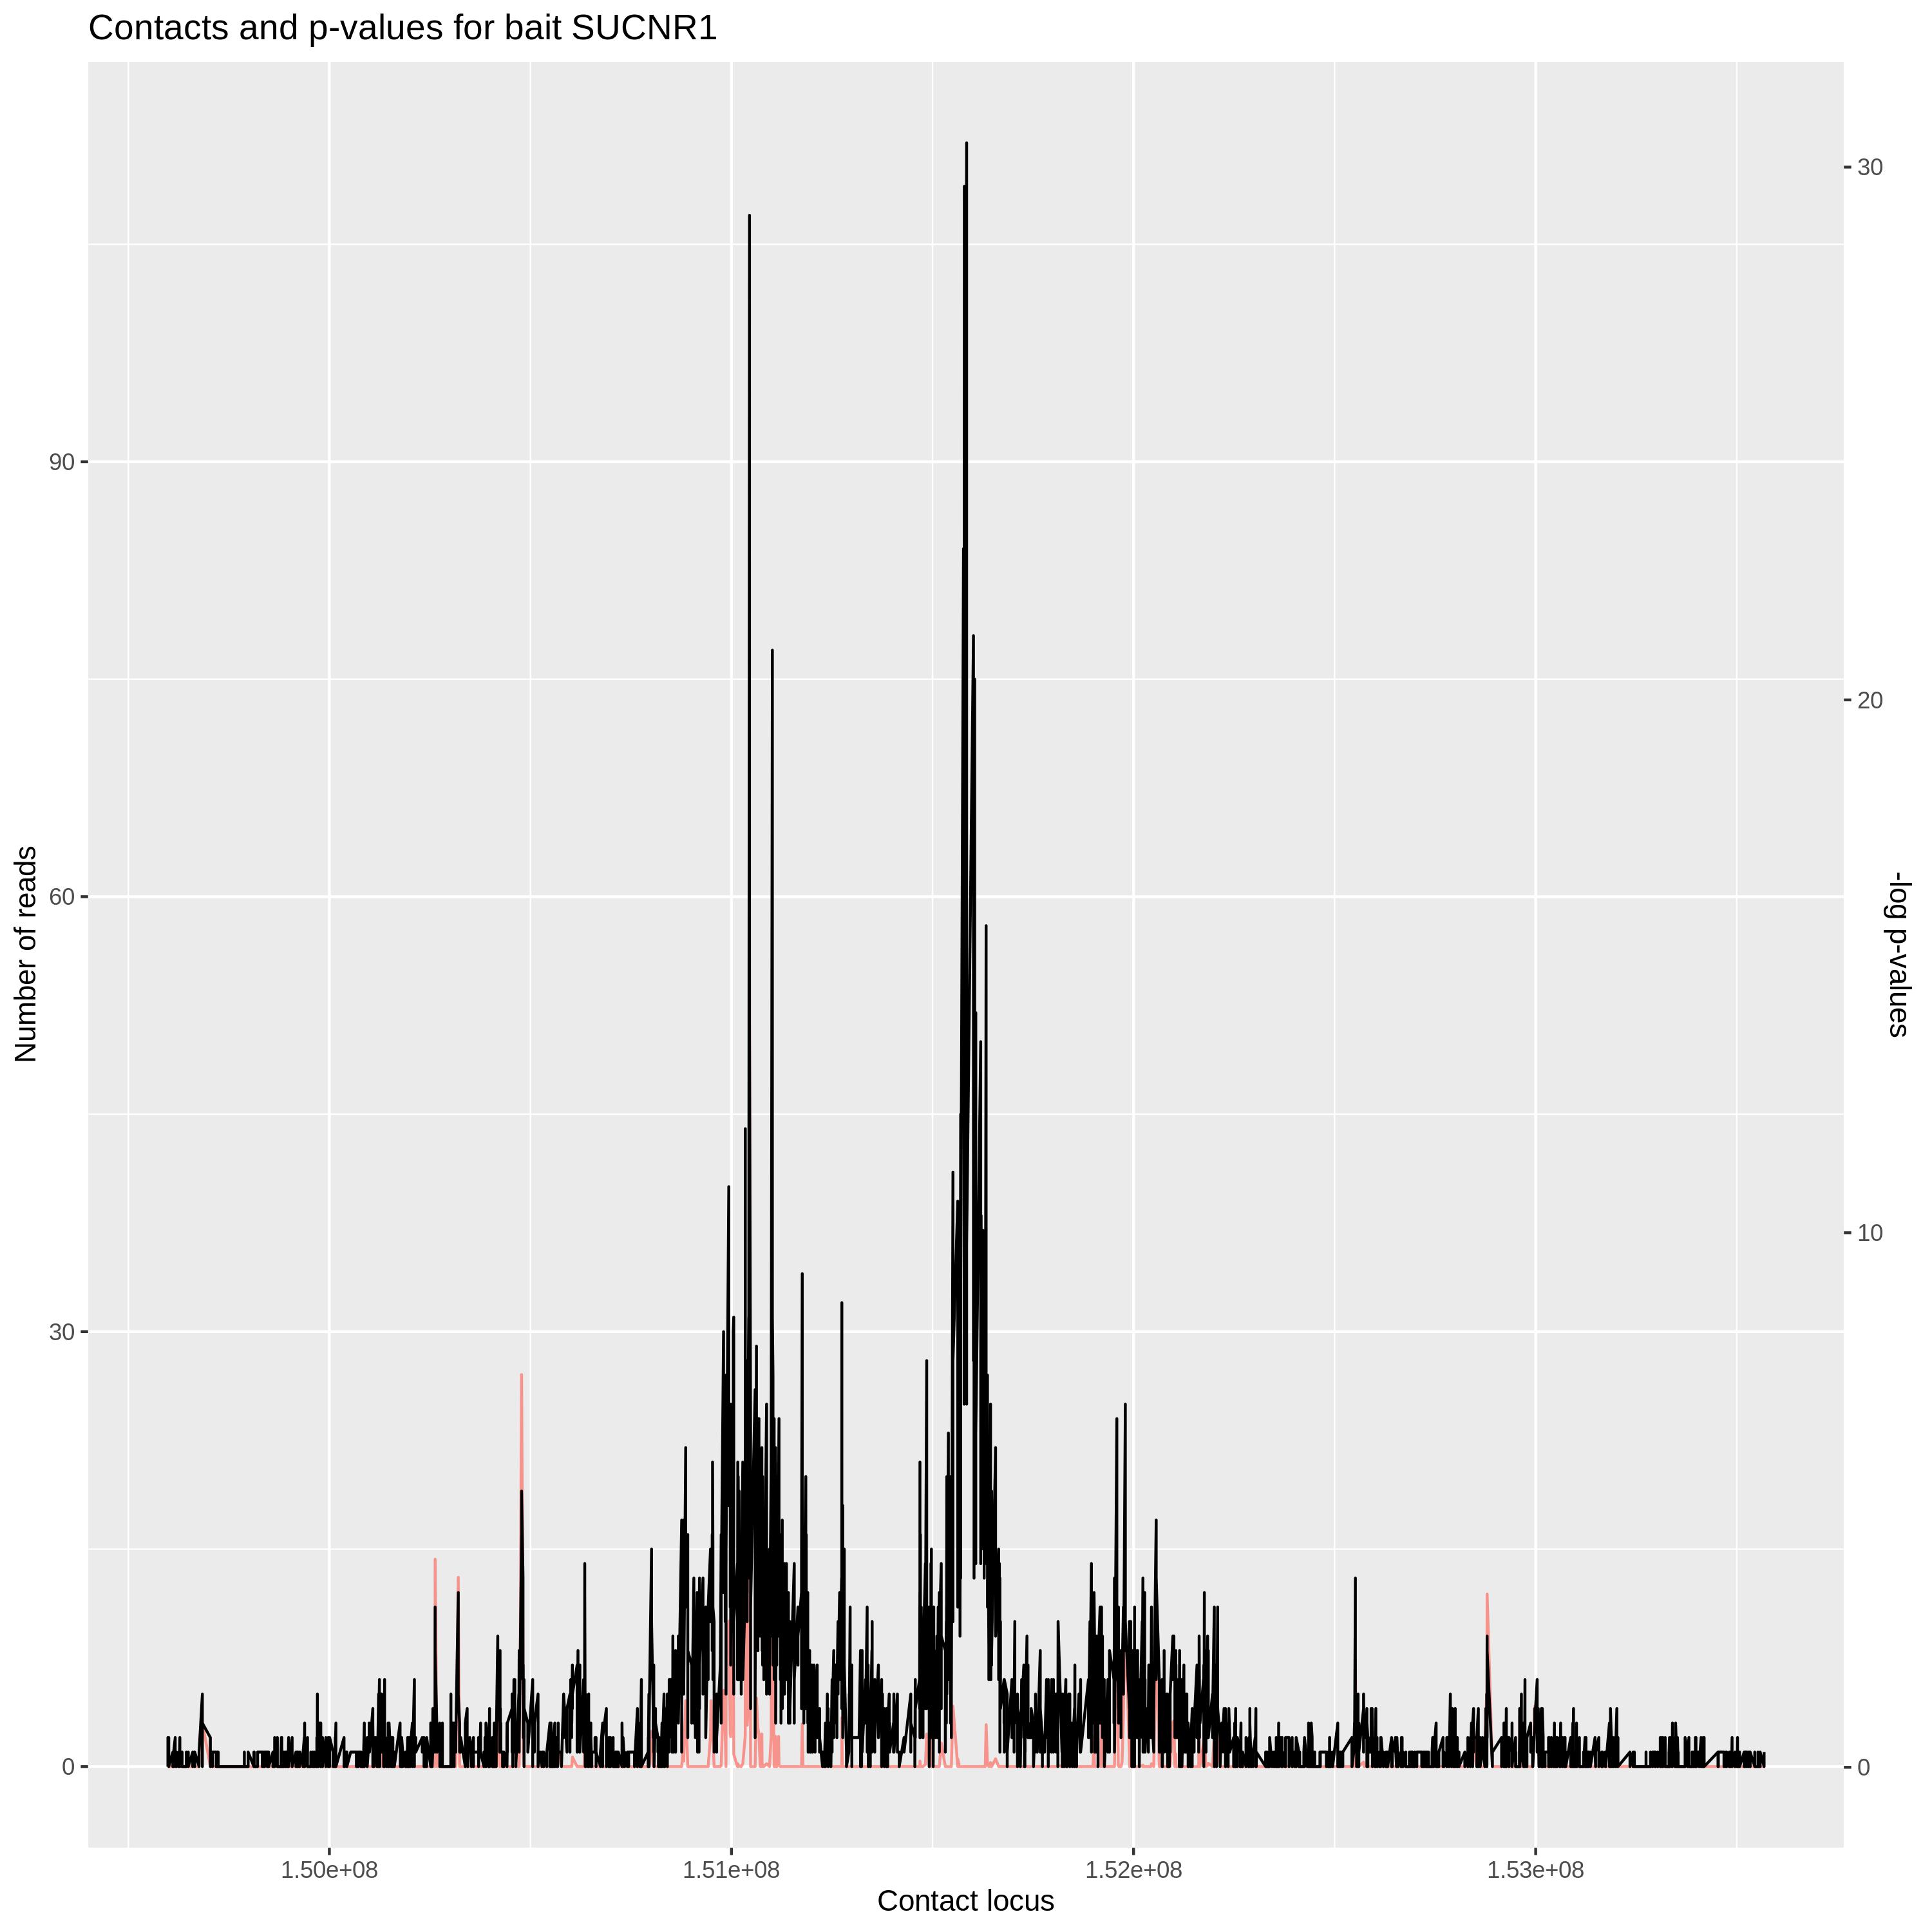 Contacts and p-values for bait SUCNR1
90
60
30
0
Number of reads
30
20
10
0
-log p-values
1.50e+08
1.51e+08
1.52e+08
1.53e+08
Contact locus